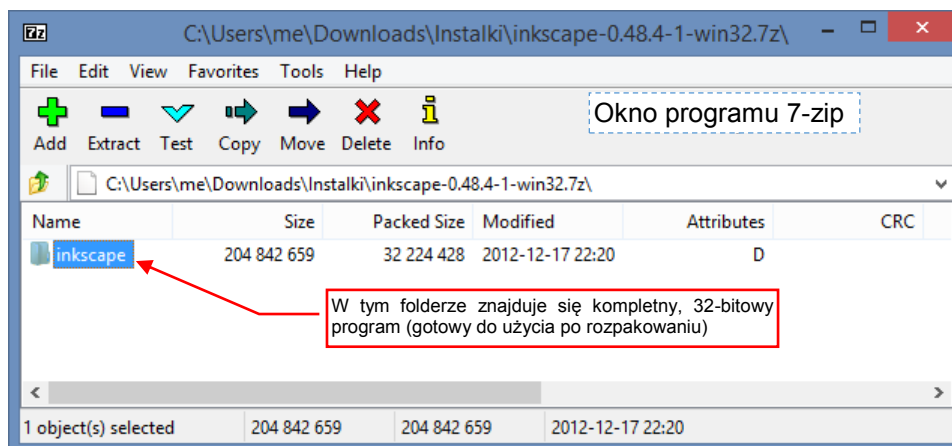 7z C:\Users\me\Downloads\Instalki\inkscape-0.48.4-1-win32.7z\
File Edit View Favorites Tools Help
Add Extract Test Copy Move Delete Info
Okno programu 7-zip
C:\Users\me\Downloads\Instalki\inkscape-0.48.4-1-win32.7z\
Name Size Packed Size Modified Attributes CRC
inkscape 204 842 659 32 224 428 2012-12-17 22:20 D
W tym folderze znajduje się kompletny, 32-bitowy
program (gotowy do użycia po rozpakowaniu)
1 object(s) selected 204 842 659 204 842 659 2012-12-17 22:20